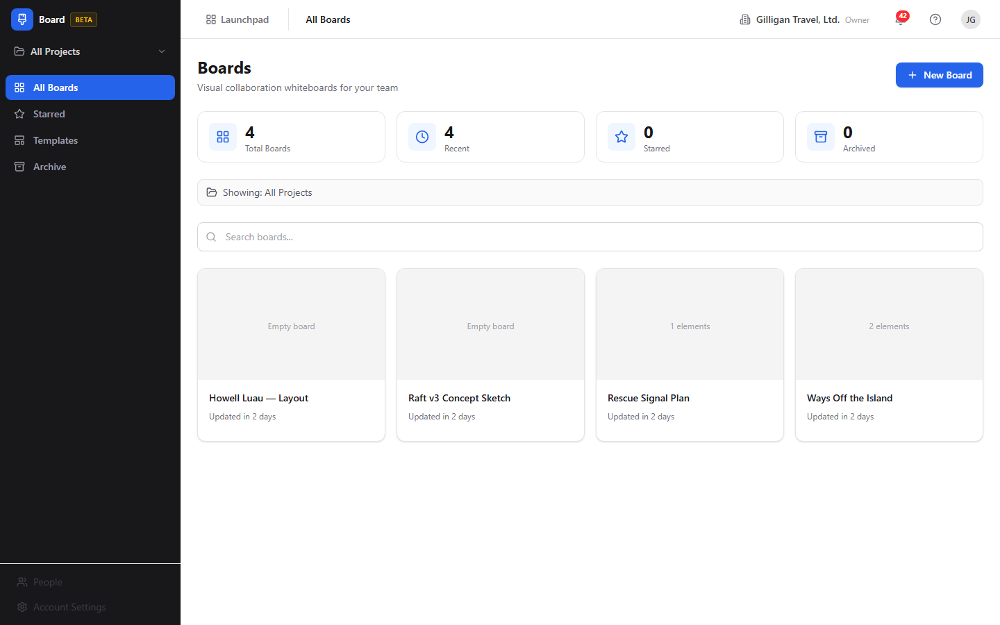 Board BETA
All Projects
All Boards
Starred
Templates
Archive
People
Account Settings
Launchpad
All Boards
Gilligan Travel, Ltd. Owner
42
JG
Boards
Visual collaboration whiteboards for your team
New Board
4
Total Boards
4
Recent
0
Starred
0
Archived
Showing: All Projects
Search boards...
Empty board
Howell Luau — Layout
Updated in 2 days
Empty board
Raft v3 Concept Sketch
Updated in 2 days
1 elements
Rescue Signal Plan
Updated in 2 days
2 elements
Ways Off the Island
Updated in 2 days